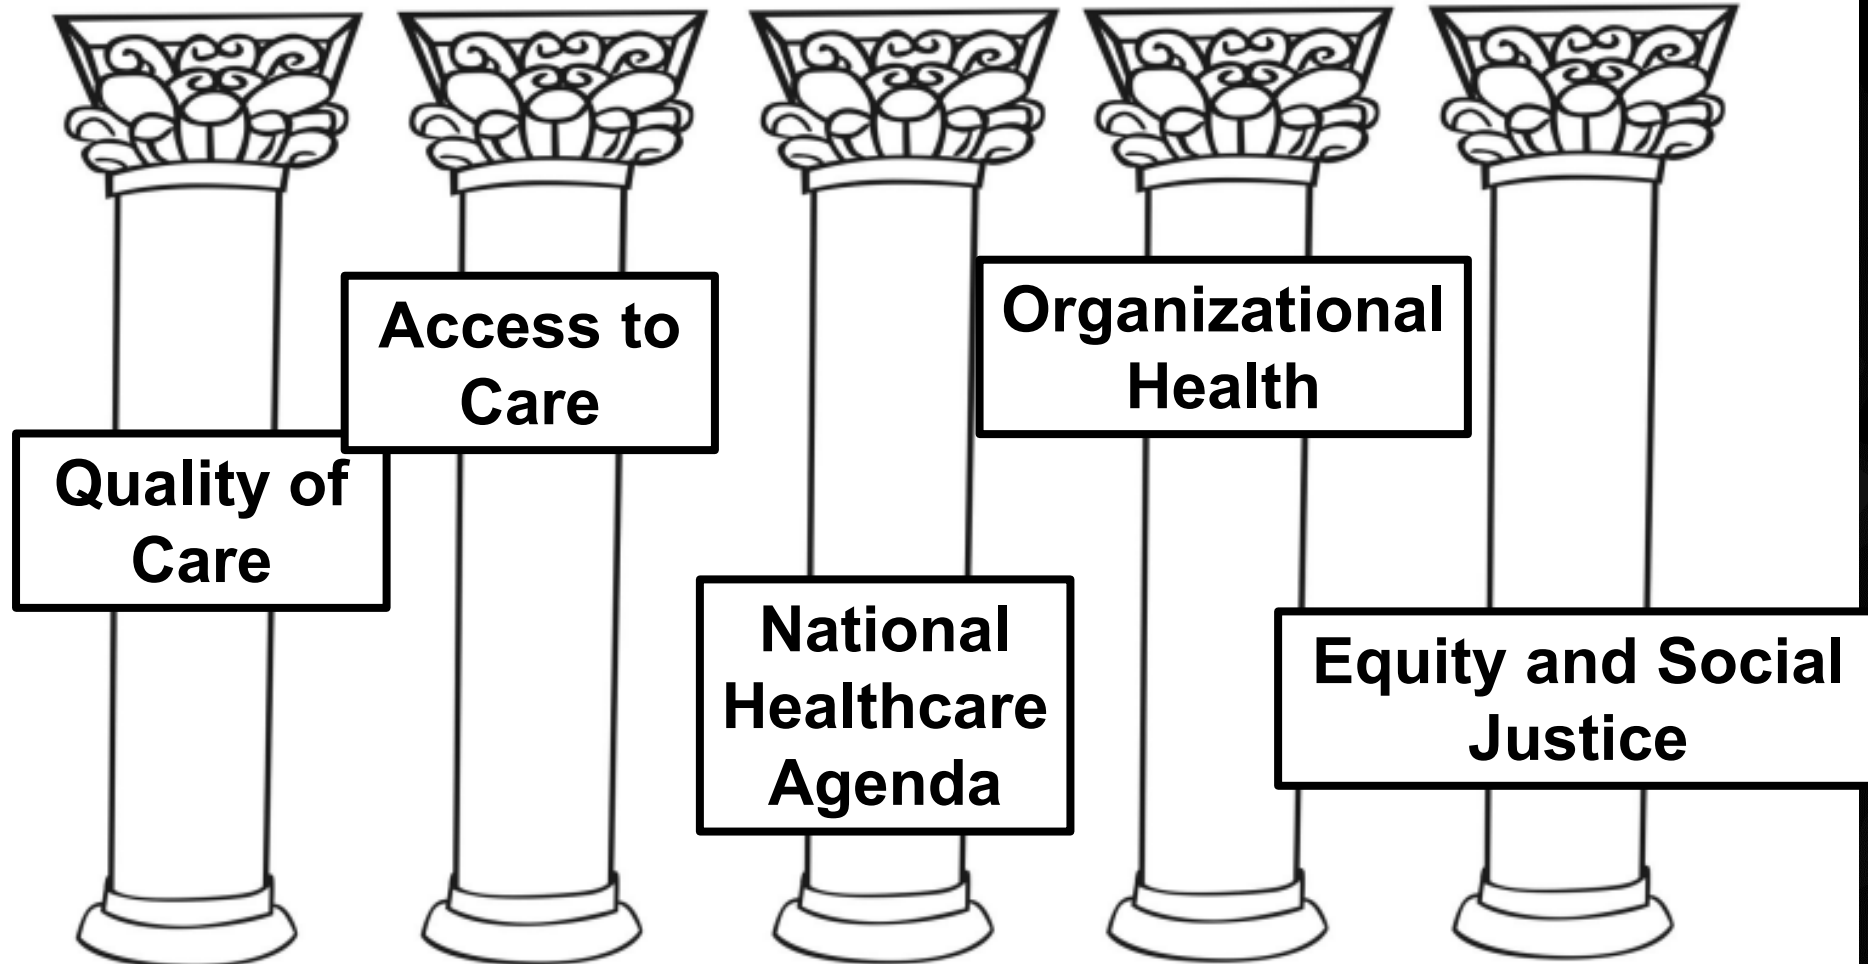 Quality of
Care
Access to
Care
National
Healthcare
Agenda
Organizational
Health
Equity and Social
Justice